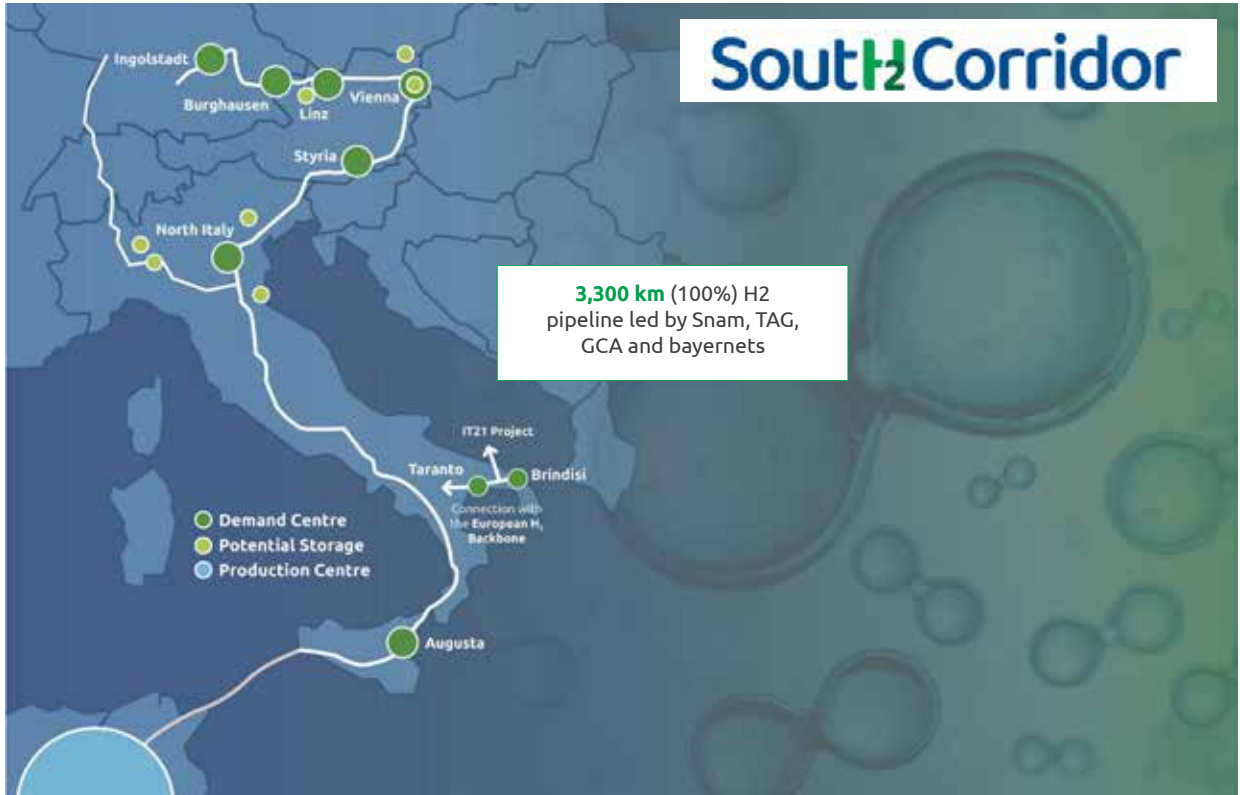 SoutH2Corridor
Ingolstadt
Burghausen
Linz
Vienna
Styria
North Italy
3,300 km (100%) H2
pipeline led by Snam, TAG,
GCA and bayernets
IT21 Project
Taranto
Brindisi
Connection with
the European H₂
Backbone
Demand Centre
Potential Storage
Production Centre
Augusta